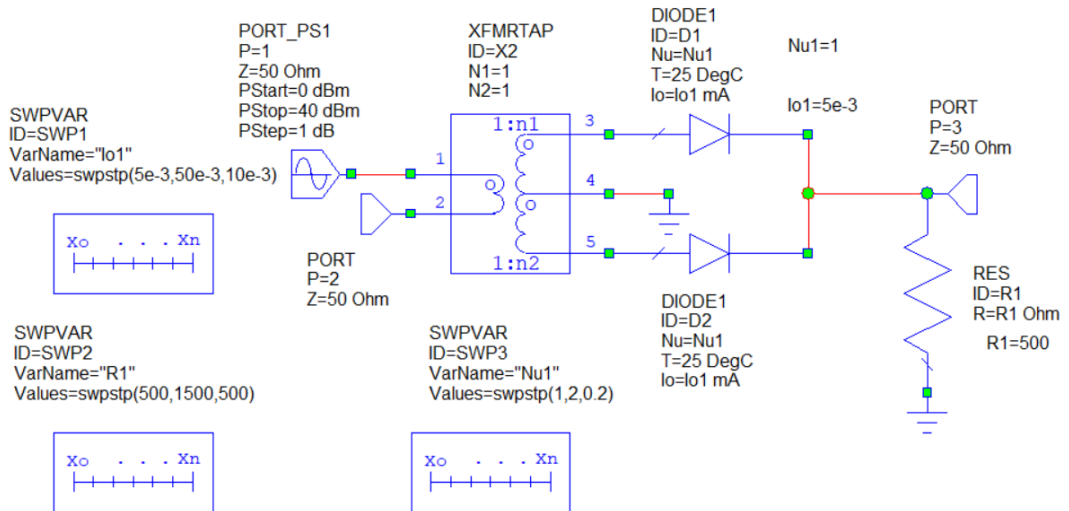 PORT_PS1
P=1
Z=50 Ohm
PStart=0 dBm
PStop=40 dBm
PStep=1 dB
XFMRTAP
ID=X2
N1=1
N2=1
DIODE1
ID=D1
Nu=Nu1
T=25 DegC
Io=Io1 mA
Nu1=1
Io1=5e-3
PORT
P=3
Z=50 Ohm
SWPVAR
ID=SWP1
VarName="Io1"
Values=swpstp(5e-3,50e-3,10e-3)
1:n1
3
1
2
4
5
1:n2
Xo . . . Xn
PORT
P=2
Z=50 Ohm
DIODE1
ID=D2
Nu=Nu1
T=25 DegC
Io=Io1 mA
RES
ID=R1
R=R1 Ohm
R1=500
SWPVAR
ID=SWP2
VarName="R1"
Values=swpstp(500,1500,500)
Xo . . . Xn
SWPVAR
ID=SWP3
VarName="Nu1"
Values=swpstp(1,2,0.2)
Xo . . . Xn